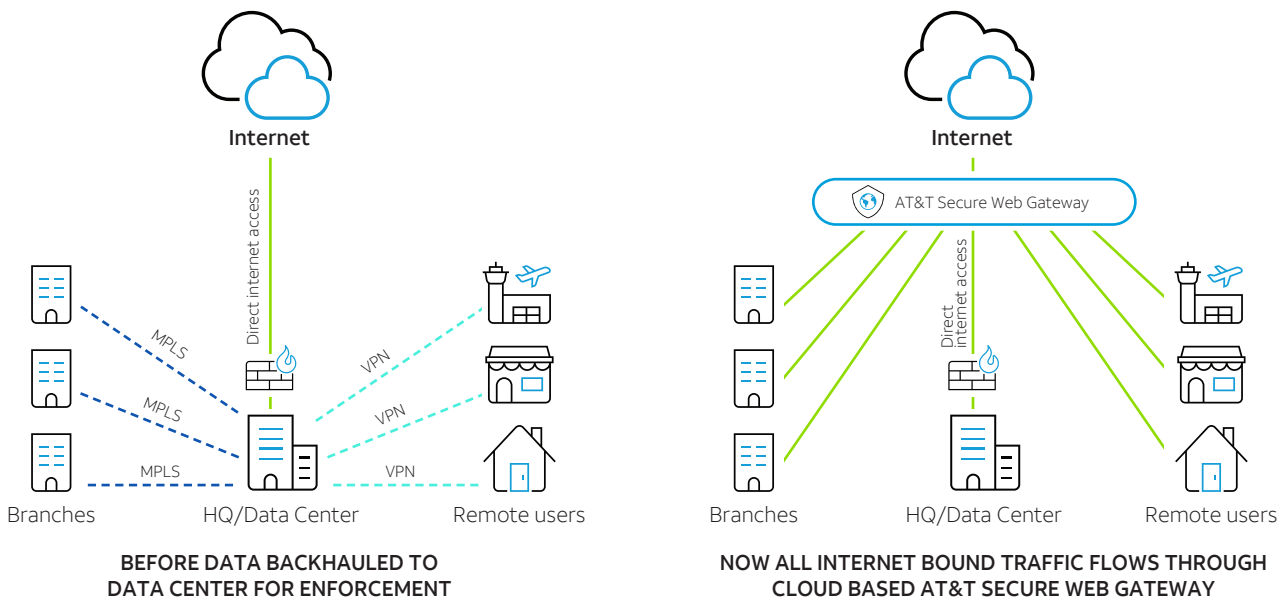 Internet
Direct internet access
MPLS
MPLS
MPLS
VPN
VPN
VPN
Branches
HQ/Data Center
Remote users
BEFORE DATA BACKHAULED TO
DATA CENTER FOR ENFORCEMENT
Internet
AT&T Secure Web Gateway
Direct
internet access
Branches
HQ/Data Center
Remote users
NOW ALL INTERNET BOUND TRAFFIC FLOWS THROUGH
CLOUD BASED AT&T SECURE WEB GATEWAY